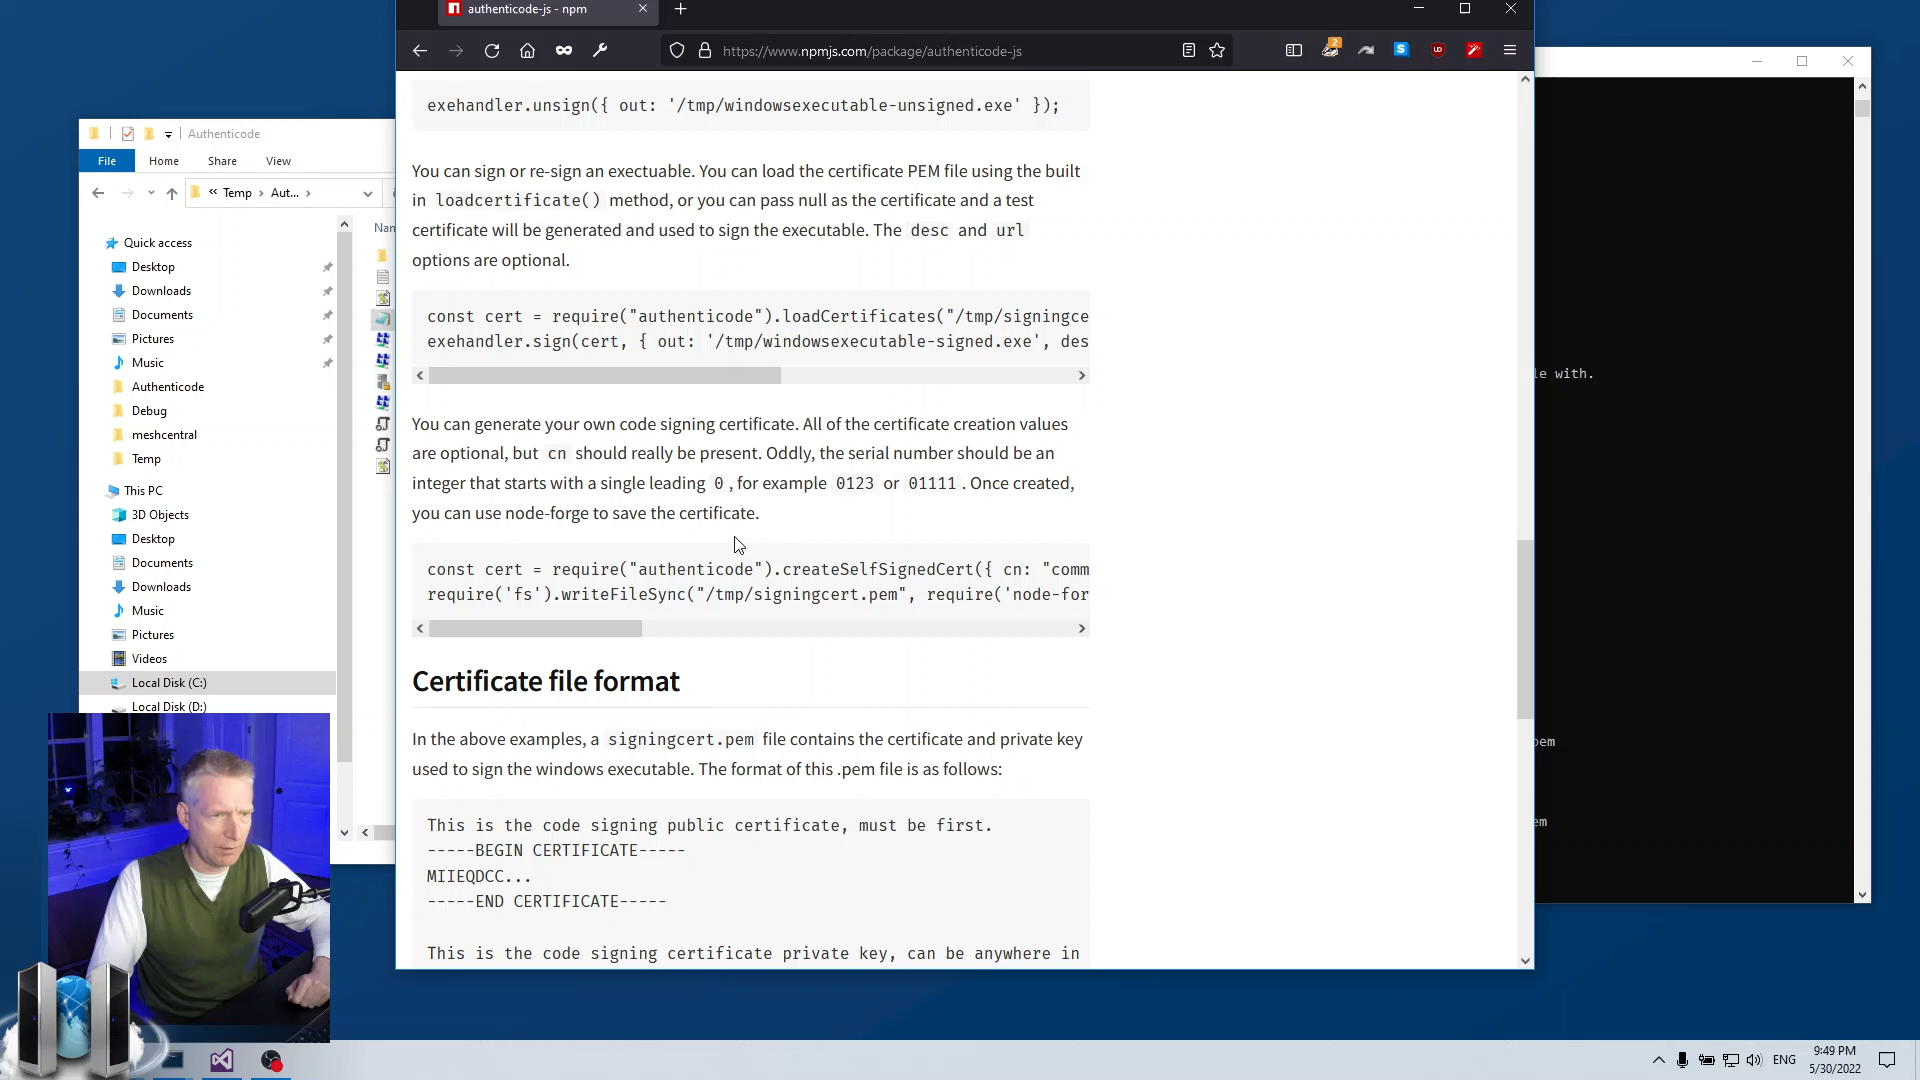 authenticode-js - npm
https://www.npmjs.com/package/authenticode-js
2
S
exehandler.unsign({ out: '/tmp/windowsexecutable-unsigned.exe' });
You can sign or re-sign an exectuable. You can load the certificate PEM file using the built
in loadcertificate() method, or you can pass null as the certificate and a test
certificate will be generated and used to sign the executable. The desc and url
options are optional.
const cert = require("authenticode").loadCertificates("/tmp/signingce
exehandler.sign(cert, { out: '/tmp/windowsexecutable-signed.exe', des
You can generate your own code signing certificate. All of the certificate creation values
are optional, but cn should really be present. Oddly, the serial number should be an
integer that starts with a single leading 0 , for example 0123 or 01111 . Once created,
you can use node-forge to save the certificate.
const cert = require("authenticode").createSelfSignedCert({ cn: "comm
require('fs').writeFileSync("/tmp/signingcert.pem", require('node-for
Certificate file format
In the above examples, a signingcert.pem file contains the certificate and private key
used to sign the windows executable. The format of this .pem file is as follows:
This is the code signing public certificate, must be first.
-----BEGIN CERTIFICATE-----
MIIEQDCC...
-----END CERTIFICATE-----
This is the code signing certificate private key, can be anywhere in
Authenticode
File Home Share View
« Temp > Aut... >
Nan
Quick access
Desktop
Downloads
Documents
Pictures
Music
Authenticode
Debug
meshcentral
Temp
This PC
3D Objects
Desktop
Documents
Downloads
Music
Pictures
Videos
Local Disk (C:)
Local Disk (D:)
le with.
pem
em
ENG
9:49 PM
5/30/2022